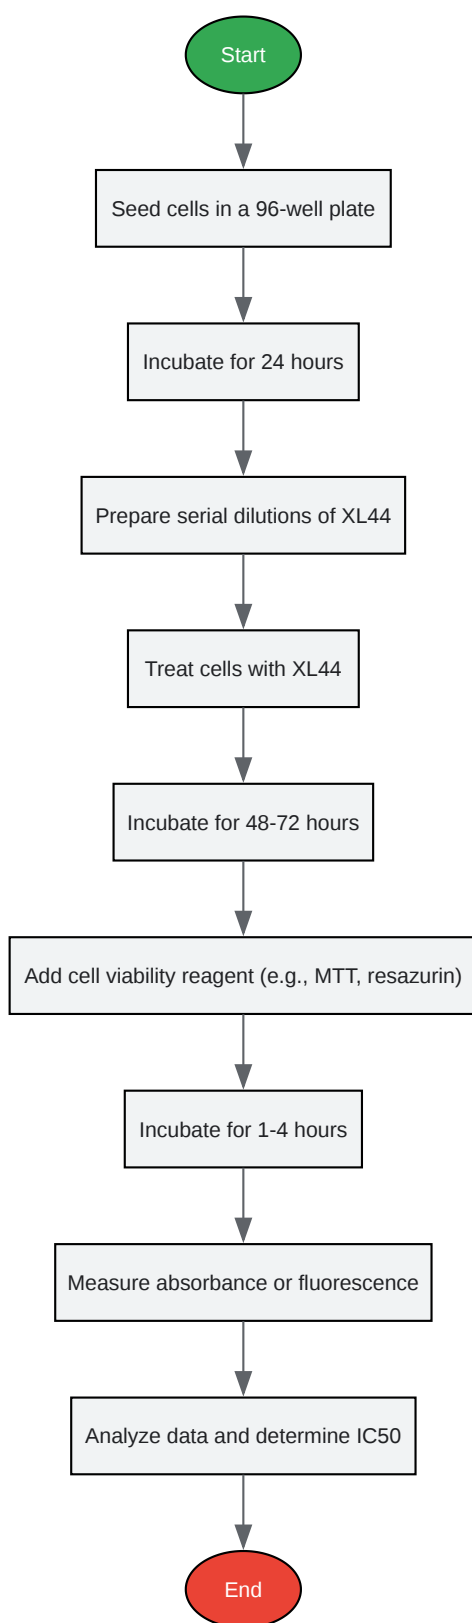 Start
Seed cells in a 96-well plate
Incubate for 24 hours
Prepare serial dilutions of XL44
Treat cells with XL44
Incubate for 48-72 hours
Add cell viability reagent (e.g., MTT, resazurin)
Incubate for 1-4 hours
Measure absorbance or fluorescence
Analyze data and determine IC50
End